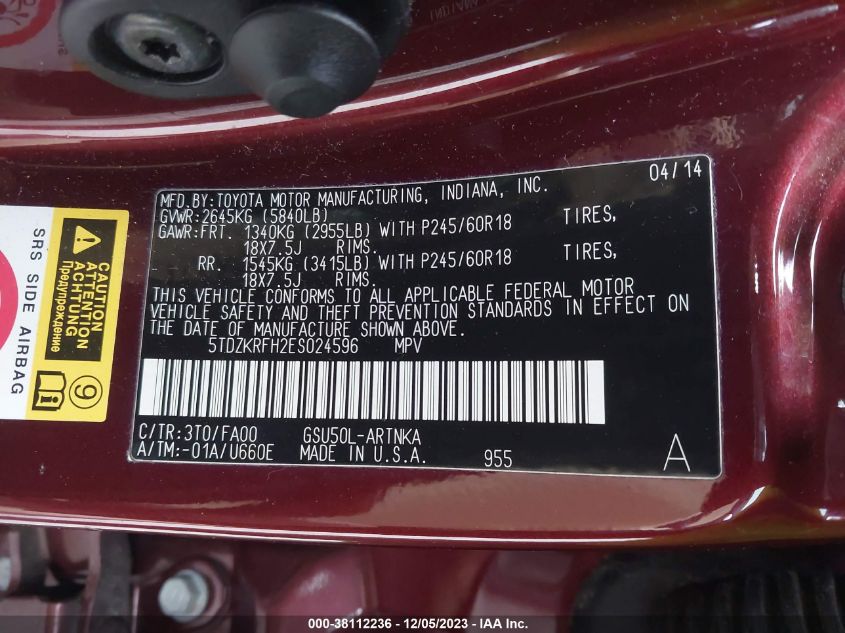 04/14
MFD.BY:TOYOTA MOTOR MANUFACTURING, INDIANA, INC.
GVWR:2645KG (5840LB)
GAWR:FRT. 1340KG (2955LB) WITH P245/60R18 TIRES,
18X7.5J RIMS.
RR. 1545KG (3415LB) WITH P245/60R18 TIRES,
18X7.5J RIMS.
THIS VEHICLE CONFORMS TO ALL APPLICABLE FEDERAL MOTOR
VEHICLE SAFETY AND THEFT PREVENTION STANDARDS IN EFFECT ON
THE DATE OF MANUFACTURE SHOWN ABOVE.
5TDZKRFH2ES024596 MPV
C/TR:3T0/FA00 GSU50L-ARTNKA
A/TM:-01A/U660E MADE IN U.S.A. 955 A
SRS SIDE AIRBAG
CAUTION
ATTENTION
ACHTUNG
Предупреждение
9
000-38112236 - 12/05/2023 - IAA Inc.